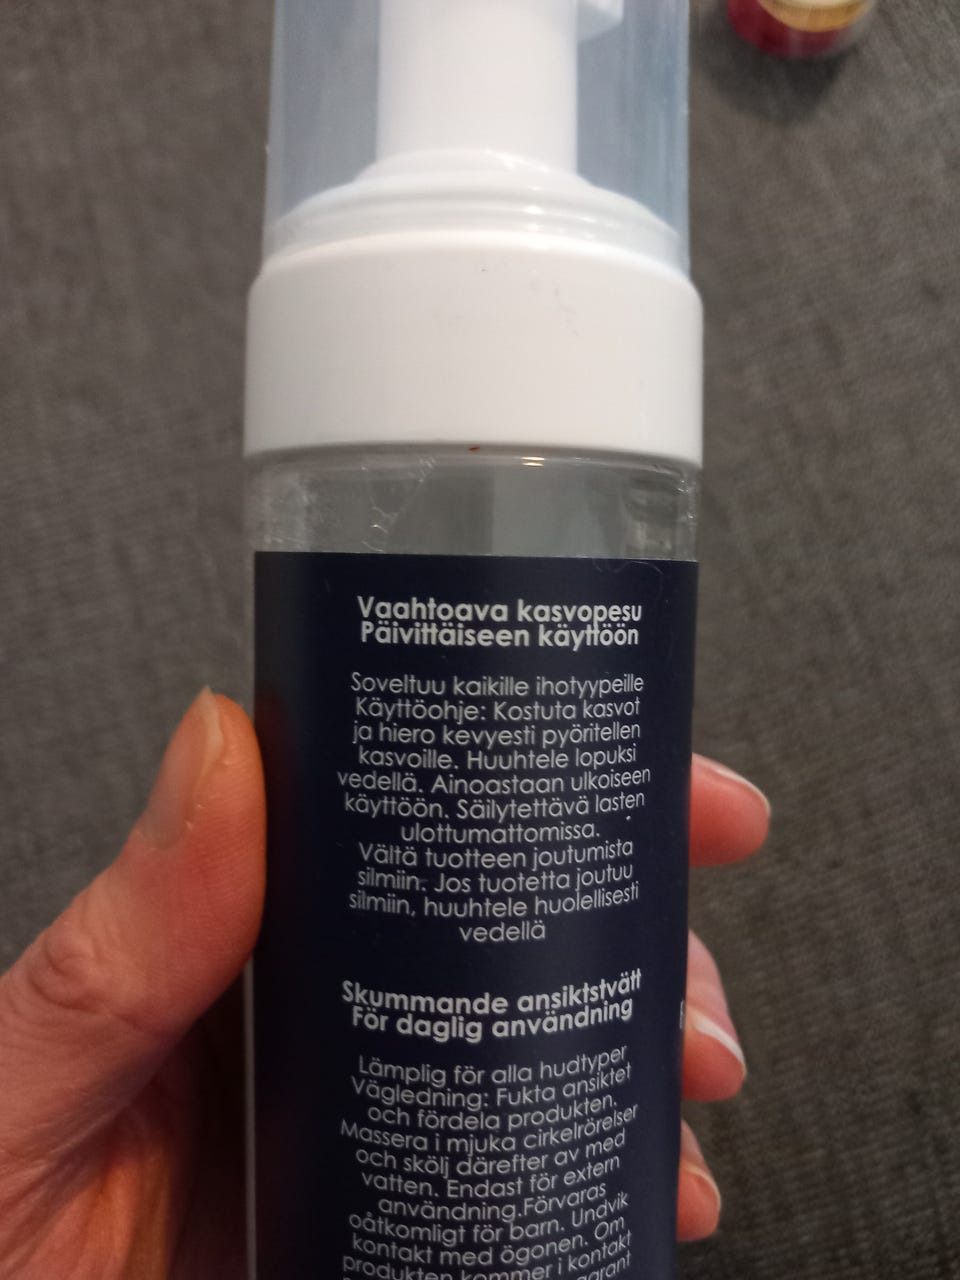 Vaahtoava kasvopesu
Päivittäiseen käyttöön
Soveltuu kaikille ihotyypeille
Käyttöohje: Kostuta kasvot
ja hiero kevyesti pyöritellen
kasvoille. Huuhtele lopuksi
vedellä. Ainoastaan ulkoiseen
käyttöön. Säilytettävä lasten
ulottumattomissa.
Vältä tuotteen joutumista
silmiin. Jos tuotetta joutuu
silmiin, huuhtele huolellisesti
vedellä
Skummande ansiktstvätt
För daglig användning
Lämplig för alla hudtyper
Vägledning: Fukta ansiktet
och fördela produkten.
Massera i mjuka cirkelrörelser
och skölj därefter av med
vatten. Endast för extern
användning.Förvaras
oåtkomligt för barn. Undvik
kontakt med ögonen. Om
produkten kommer i kontakt